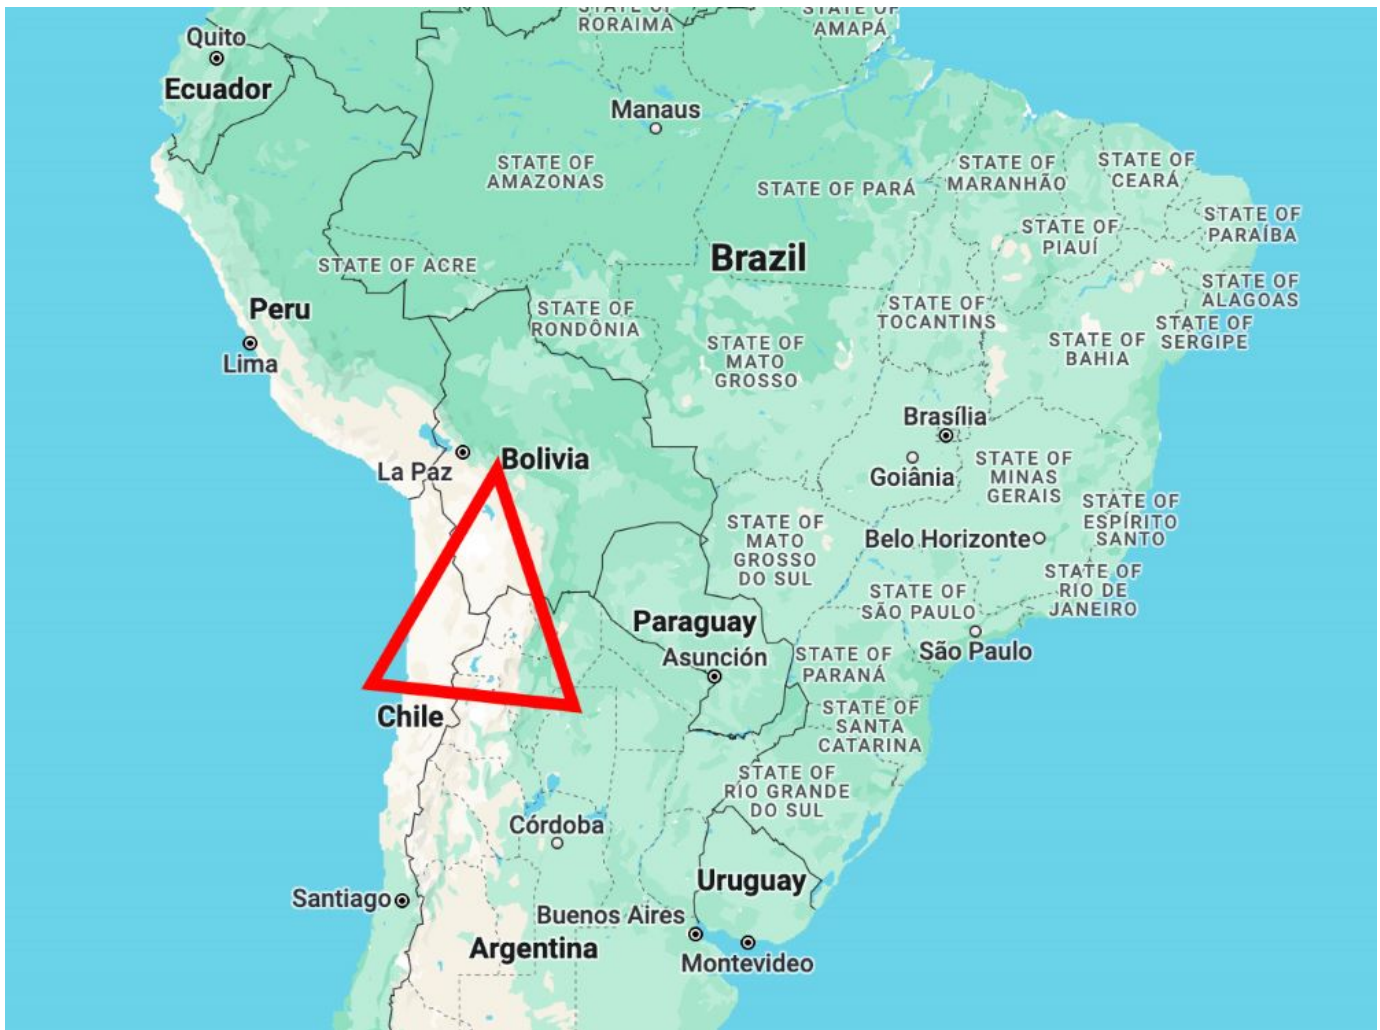 STATE OF
RORAIMA
STATE OF
AMAPÁ
Quito
Ecuador
Manaus
STATE OF
AMAZONAS
STATE OF PARÁ
STATE OF
MARANHÃO
STATE OF
CEARÁ
STATE OF
PARAÍBA
STATE OF
PIAUÍ
Brazil
STATE OF ACRE
STATE OF
ALAGOAS
Peru
STATE OF
RONDÔNIA
STATE OF
TOCANTINS
STATE OF
SERGIPE
STATE OF
BAHIA
Lima
STATE OF
MATO
GROSSO
Brasília
La Paz
Bolivia
Goiânia
STATE OF
MINAS
GERAIS
STATE OF
ESPÍRITO
SANTO
STATE OF
MATO
GROSSO
DO SUL
Belo Horizonte
STATE OF
RIO DE
JANEIRO
STATE OF
SÃO PAULO
Paraguay
Asunción
São Paulo
STATE OF
PARANÁ
Chile
STATE OF
SANTA
CATARINA
STATE OF
RIO GRANDE
DO SUL
Córdoba
Uruguay
Santiago
Buenos Aires
Argentina
Montevideo